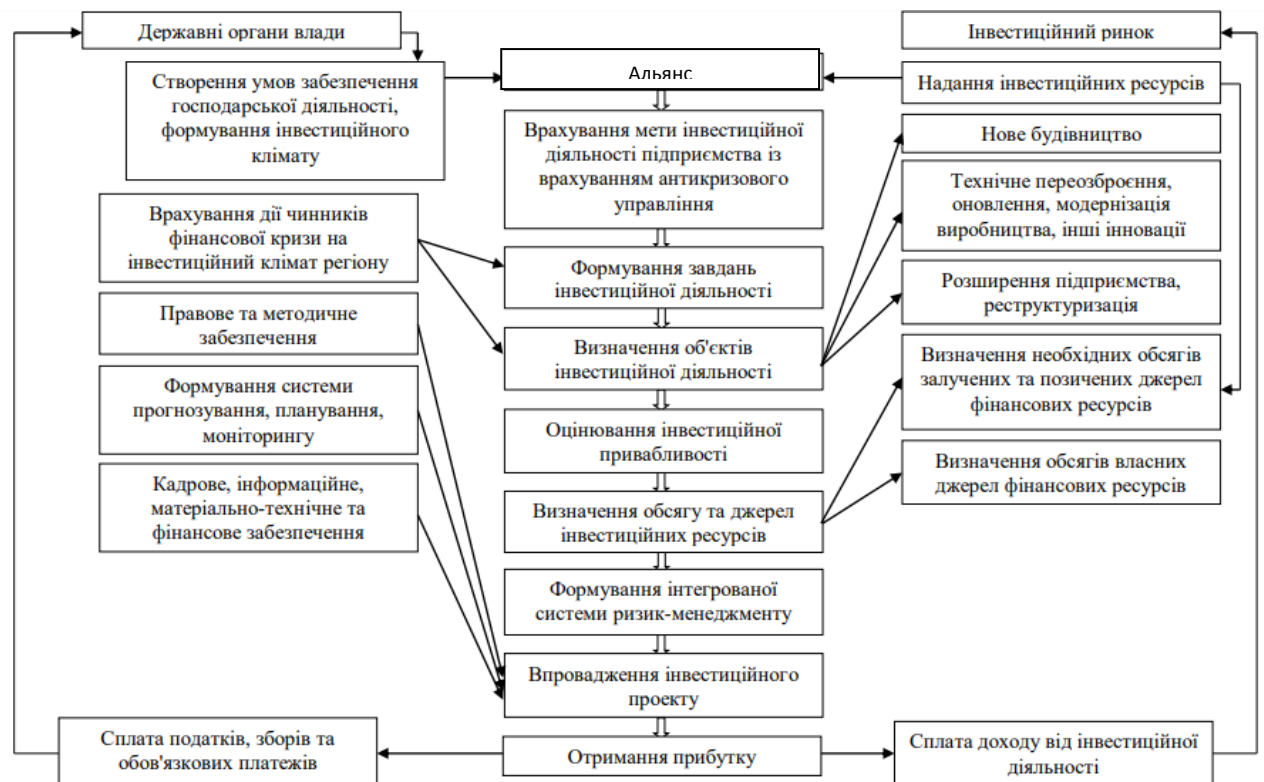 Державні органи влади
Створення умов забезпечення
господарської діяльності,
формування інвестиційного
клімату
Врахування дії чинників
фінансової кризи на
інвестиційний клімат регіону
Правове та методичне
забезпечення
Формування системи
прогнозування, планування,
моніторингу
Кадрове, інформаційне,
матеріально-технічне та
фінансове забезпечення
Сплата податків, зборів та
обов'язкових платежів
Альянс
Врахування мети інвестиційної
діяльності підприємства із
врахуванням антикризового
управління
Формування завдань
інвестиційної діяльності
Визначення об'єктів
інвестиційної діяльності
Оцінювання інвестиційної
привабливості
Визначення обсягу та джерел
інвестиційних ресурсів
Формування інтегрованої
системи ризик-менеджменту
Впровадження інвестиційного
проекту
Отримання прибутку
Інвестиційний ринок
Надання інвестиційних ресурсів
Нове будівництво
Технічне переозброєння,
оновлення, модернізація
виробництва, інші інновації
Розширення підприємства,
реструктуризація
Визначення необхідних обсягів
залучених та позичених джерел
фінансових ресурсів
Визначення обсягів власних
джерел фінансових ресурсів
Сплата доходу від інвестиційної
діяльності